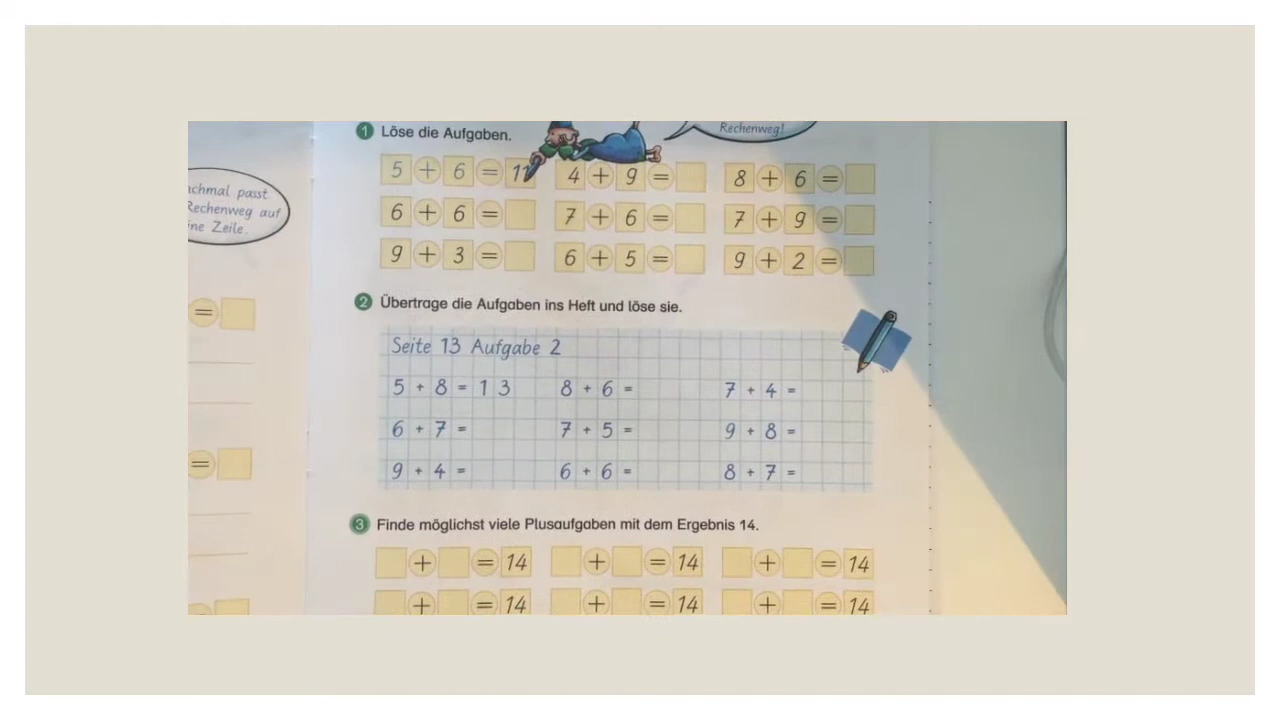 Rechenweg!
1 Löse die Aufgaben.
5 + 6 = 11 4 + 9 = 8 + 6 =
6 + 6 = 7 + 6 = 7 + 9 =
9 + 3 = 6 + 5 = 9 + 2 =
passt
Rechenweg auf
Zeile.
=
=
2 Übertrage die Aufgaben ins Heft und löse sie.
Seite 13 Aufgabe 2
5 + 8 = 13 8 + 6 = 7 + 4 =
6 + 7 = 7 + 5 = 9 + 8 =
9 + 4 = 6 + 6 = 8 + 7 =
3 Finde möglichst viele Plusaufgaben mit dem Ergebnis 14.
+ = 14 + = 14 + = 14
+ = 14 + = 14 + = 14